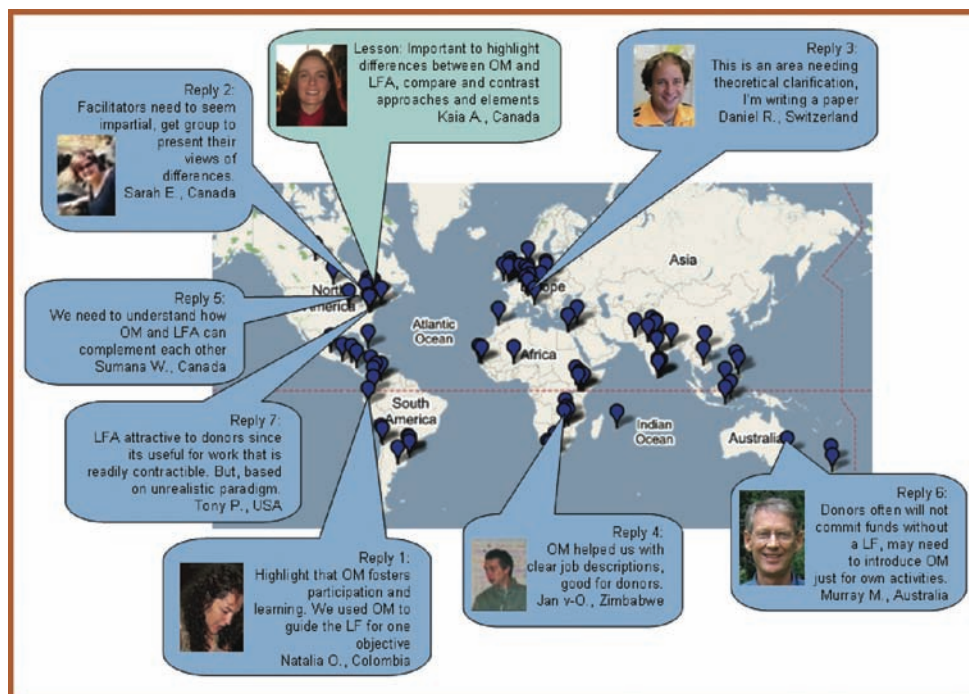 Lesson: Important to highlight
differences between OM and
LFA, compare and contrast
approaches and elements
Kaia A., Canada
Reply 3:
This is an area needing
theoretical clarification,
I'm writing a paper
Daniel R., Switzerland
Reply 2:
Facilitators need to seem
impartial, get group to
present their
views of
differences.
Sarah E., Canada
Asia
North
America
Europe
Reply 5:
We need to understand how
OM and LFA can
complement each other
Sumana W., Canada
Atlantic
Ocean
Africa
South
America
Indian
Ocean
Australia
Reply 7:
LFA attractive to donors since
its useful for work that is
readily contractible. But, based
on unrealistic paradigm.
Tony P., USA
Reply 1:
Highlight that OM fosters
participation and
learning. We used OM to
guide the LF for one
objective
Natalia O., Colombia
Reply 4:
OM helped us with
clear job descriptions,
good for donors.
Jan v-O., Zimbabwe
Reply 6:
Donors often will not
commit funds without
a LF, may need
to introduce OM
just for own activities.
Murray M., Australia